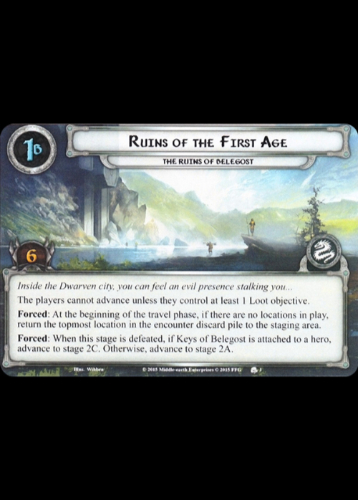 1B
RUINS OF THE FIRST AGE
THE RUINS OF BELEGOST
6
Inside the Dwarven city, you can feel an evil presence stalking you...
The players cannot advance unless they control at least 1 Loot objective.
Forced: At the beginning of the travel phase, if there are no locations in play,
return the topmost location in the encounter discard pile to the staging area.
Forced: When this stage is defeated, if Keys of Belegost is attached to a hero,
advance to stage 2C. Otherwise, advance to stage 2A.
© 2015 Middle-earth Enterprises © 2015 FFG